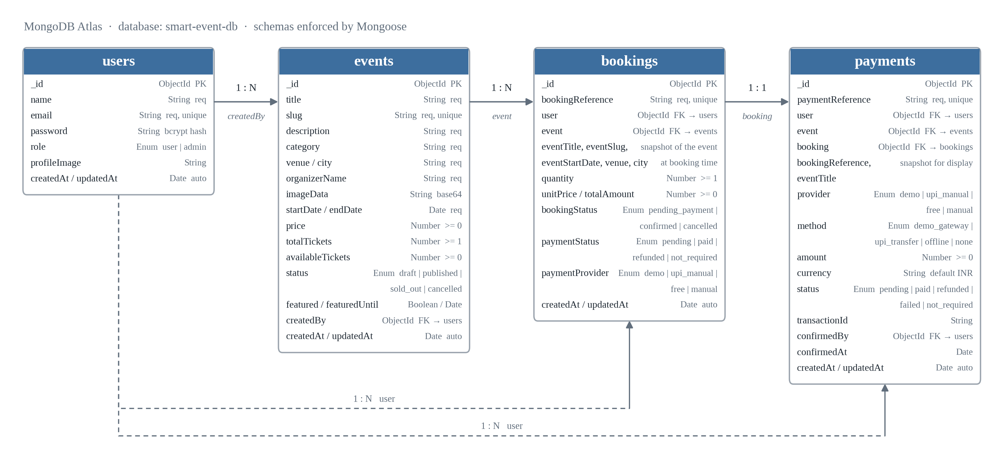 MongoDB Atlas · database: smart-event-db · schemas enforced by Mongoose
users
_id ObjectId PK
name String req
email String req, unique
password String bcrypt hash
role Enum user | admin
profileImage String
createdAt / updatedAt Date auto
1 : N
createdBy
events
_id ObjectId PK
title String req
slug String req, unique
description String req
category String req
venue / city String req
organizerName String req
imageData String base64
startDate / endDate Date req
price Number >= 0
totalTickets Number >= 1
availableTickets Number >= 0
status Enum draft | published |
sold_out | cancelled
featured / featuredUntil Boolean / Date
createdBy ObjectId FK → users
createdAt / updatedAt Date auto
1 : N
event
bookings
_id ObjectId PK
bookingReference String req, unique
user ObjectId FK → users
event ObjectId FK → events
eventTitle, eventSlug, snapshot of the event
eventStartDate, venue, city at booking time
quantity Number >= 1
unitPrice / totalAmount Number >= 0
bookingStatus Enum pending_payment |
confirmed | cancelled
paymentStatus Enum pending | paid |
refunded | not_required
paymentProvider Enum demo | upi_manual |
free | manual
createdAt / updatedAt Date auto
1 : 1
booking
payments
_id ObjectId PK
paymentReference String req, unique
user ObjectId FK → users
event ObjectId FK → events
booking ObjectId FK → bookings
bookingReference, snapshot for display
eventTitle
provider Enum demo | upi_manual |
free | manual
method Enum demo_gateway |
upi_transfer | offline | none
amount Number >= 0
currency String default INR
status Enum pending | paid | refunded |
failed | not_required
transactionId String
confirmedBy ObjectId FK → users
confirmedAt Date
createdAt / updatedAt Date auto
1 : N user
1 : N user